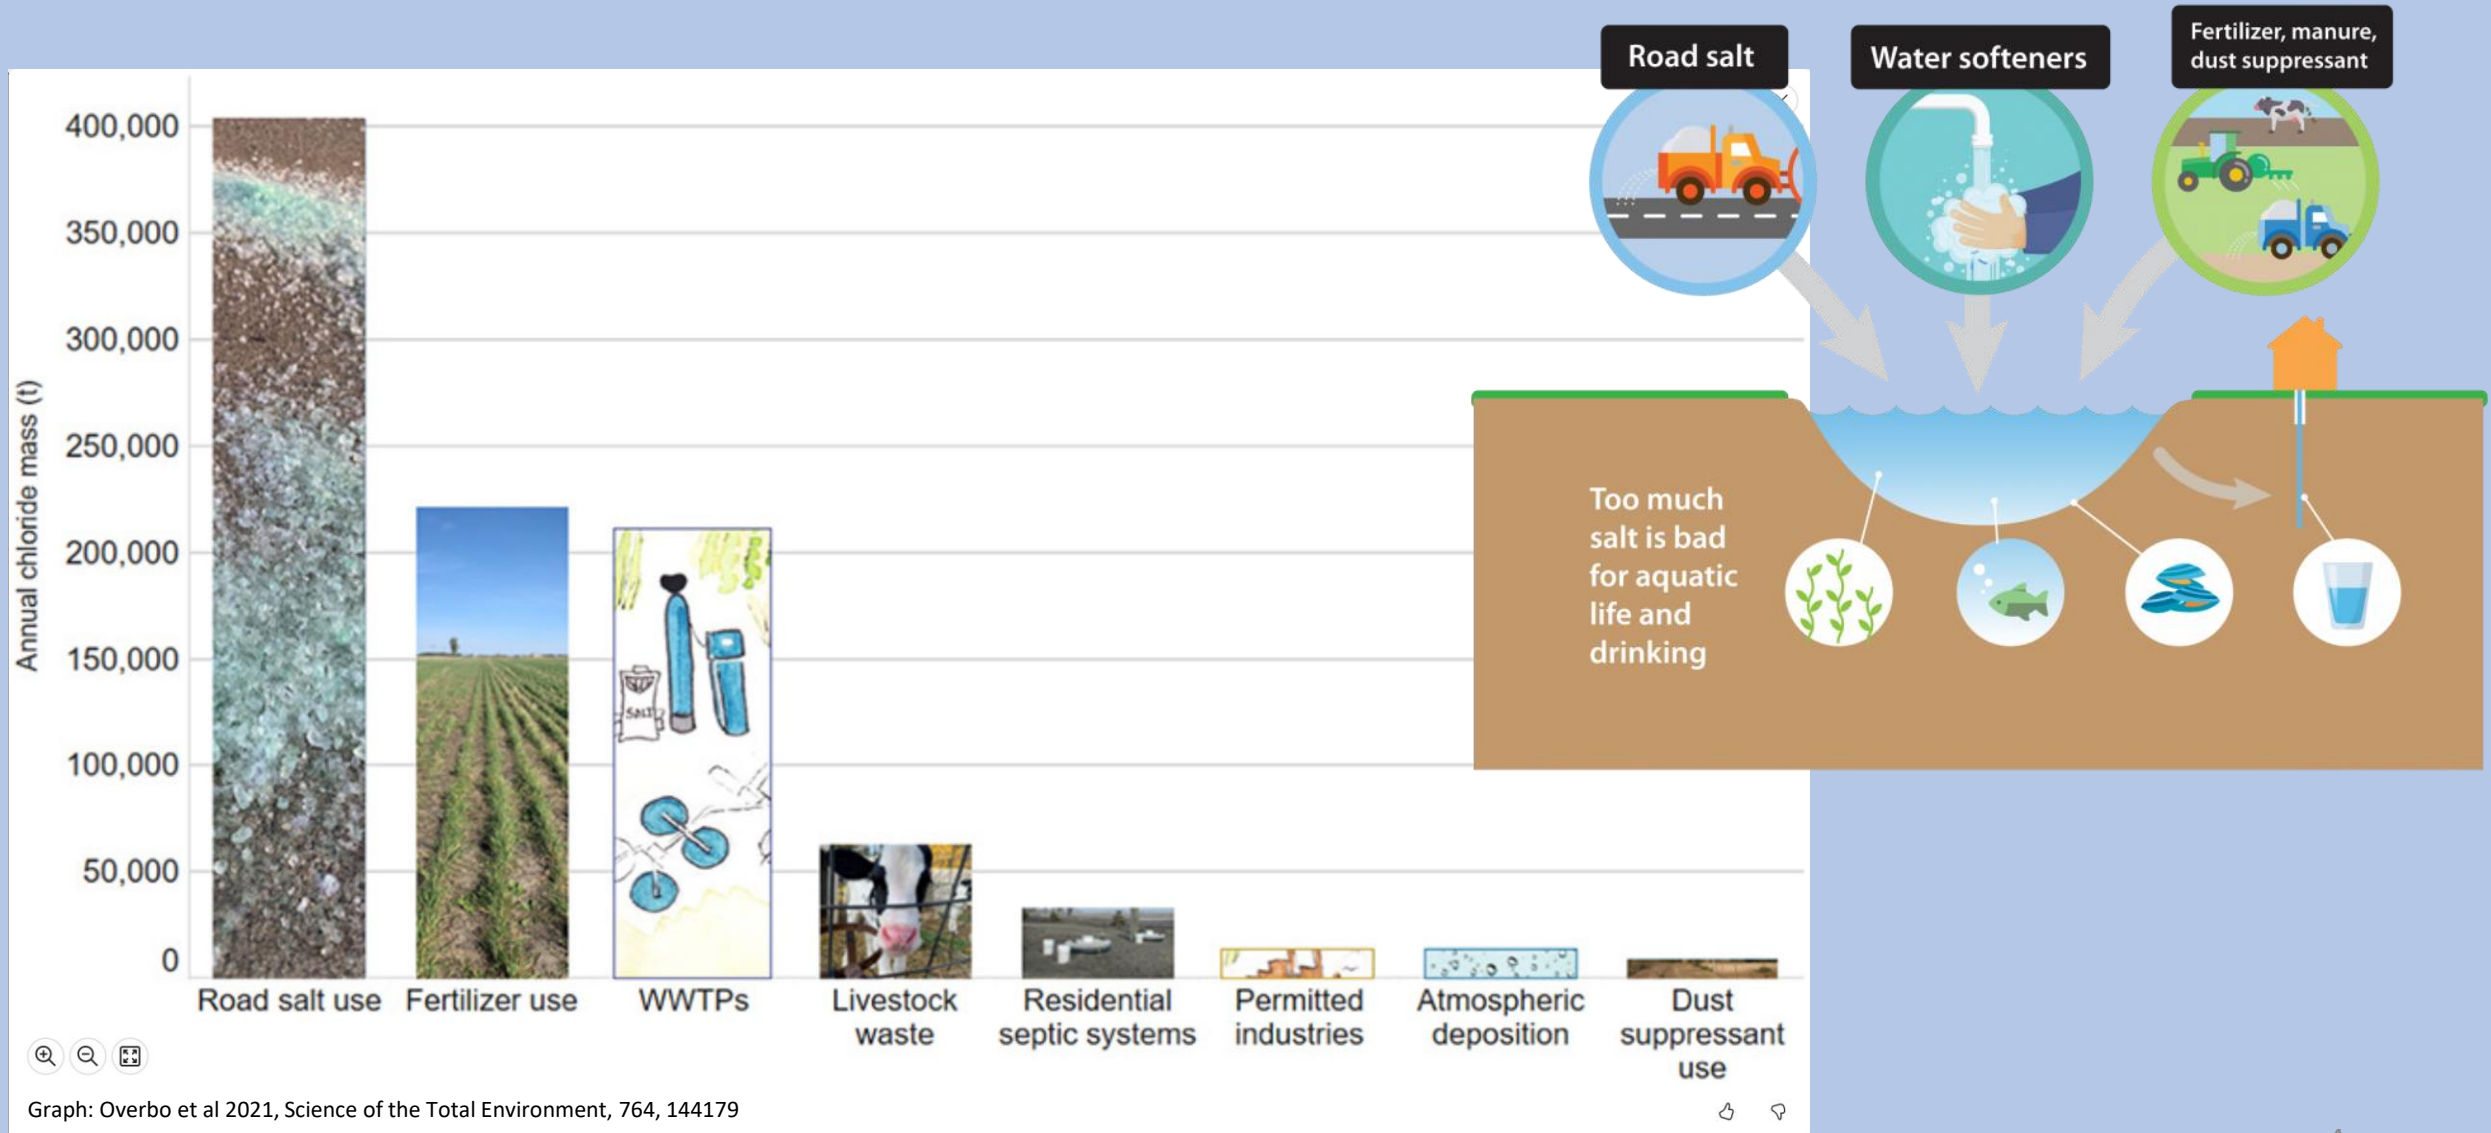 Road salt
Water softeners
Fertilizer, manure,
dust suppressant
400,000
350,000
300,000
250,000
200,000
150,000
100,000
50,000
0
Annual chloride mass (t)
SALT
Road salt use
Fertilizer use
WWTPs
Livestock
waste
Residential
septic systems
Permitted
industries
Atmospheric
deposition
Dust
suppressant
use
Too much
salt is bad
for aquatic
life and
drinking
Graph: Overbo et al 2021, Science of the Total Environment, 764, 144179